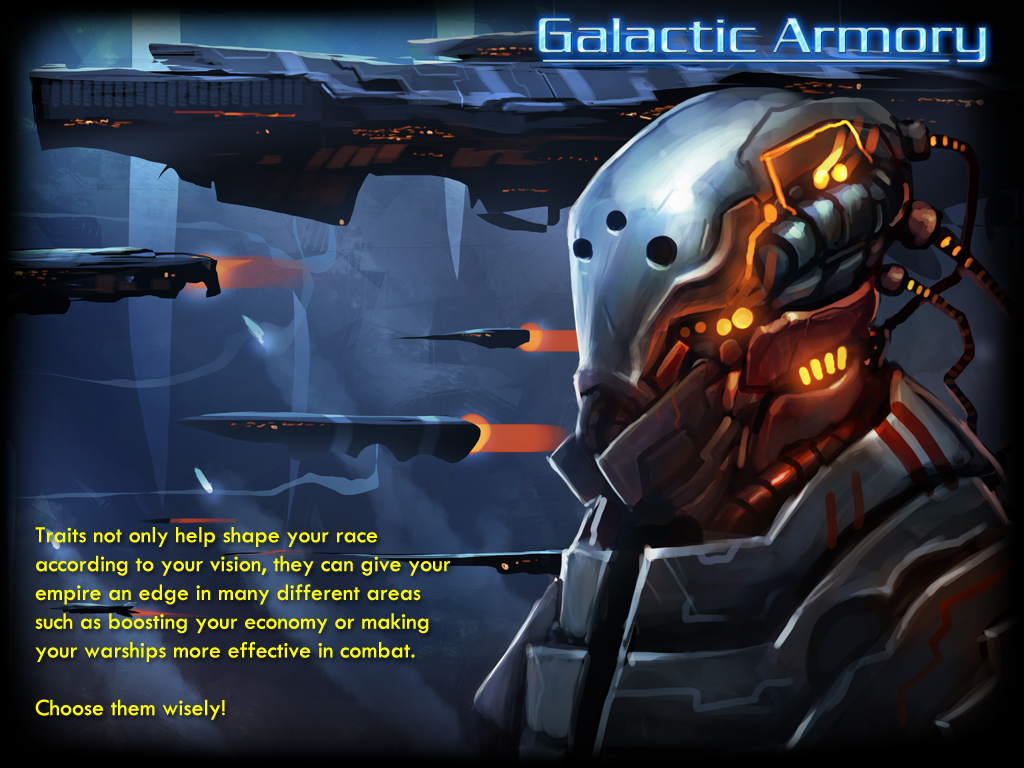 Galactic Armory
Traits not only help shape your race
according to your vision, they can give your
empire an edge in many different areas
such as boosting your economy or making
your warships more effective in combat.
Choose them wisely!